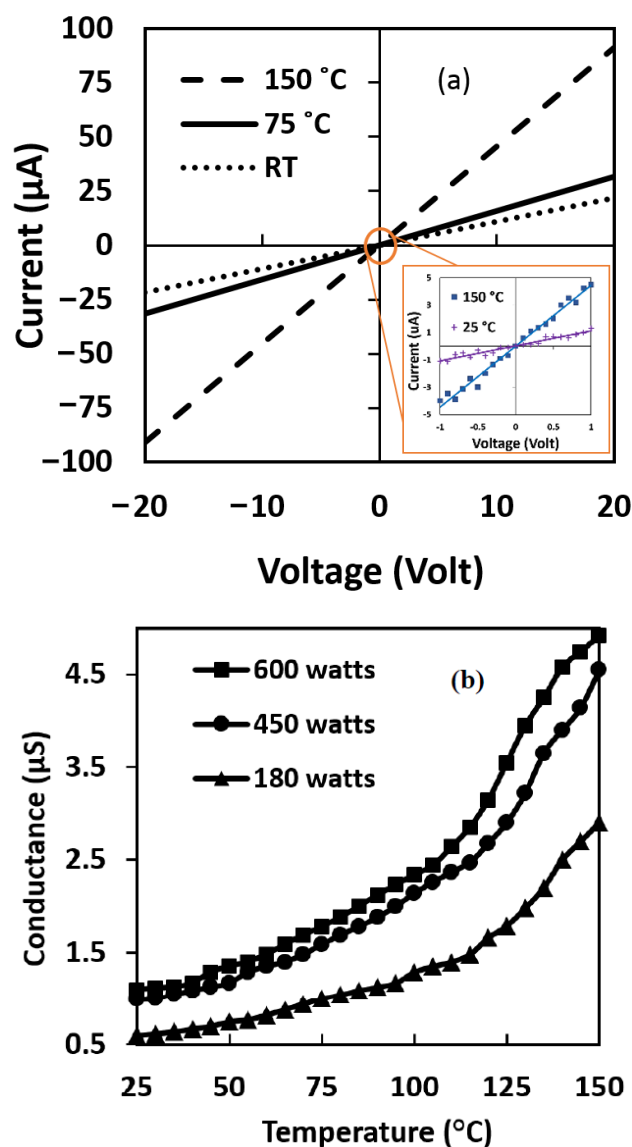 100
75
50
25
0
−25
−50
−75
−100
Current (µA)
150 ˚C
75 ˚C
RT
(a)
−20
−10
0
10
20
Voltage (Volt)
5
3
1
-1
-3
-5
Current (uA)
150 °C
25 °C
-1
-0.5
0
0.5
1
Voltage (Volt)
4.5
3.5
2.5
1.5
0.5
Conductance (µS)
600 watts
450 watts
180 watts
(b)
25
50
75
100
125
150
Temperature (°C)